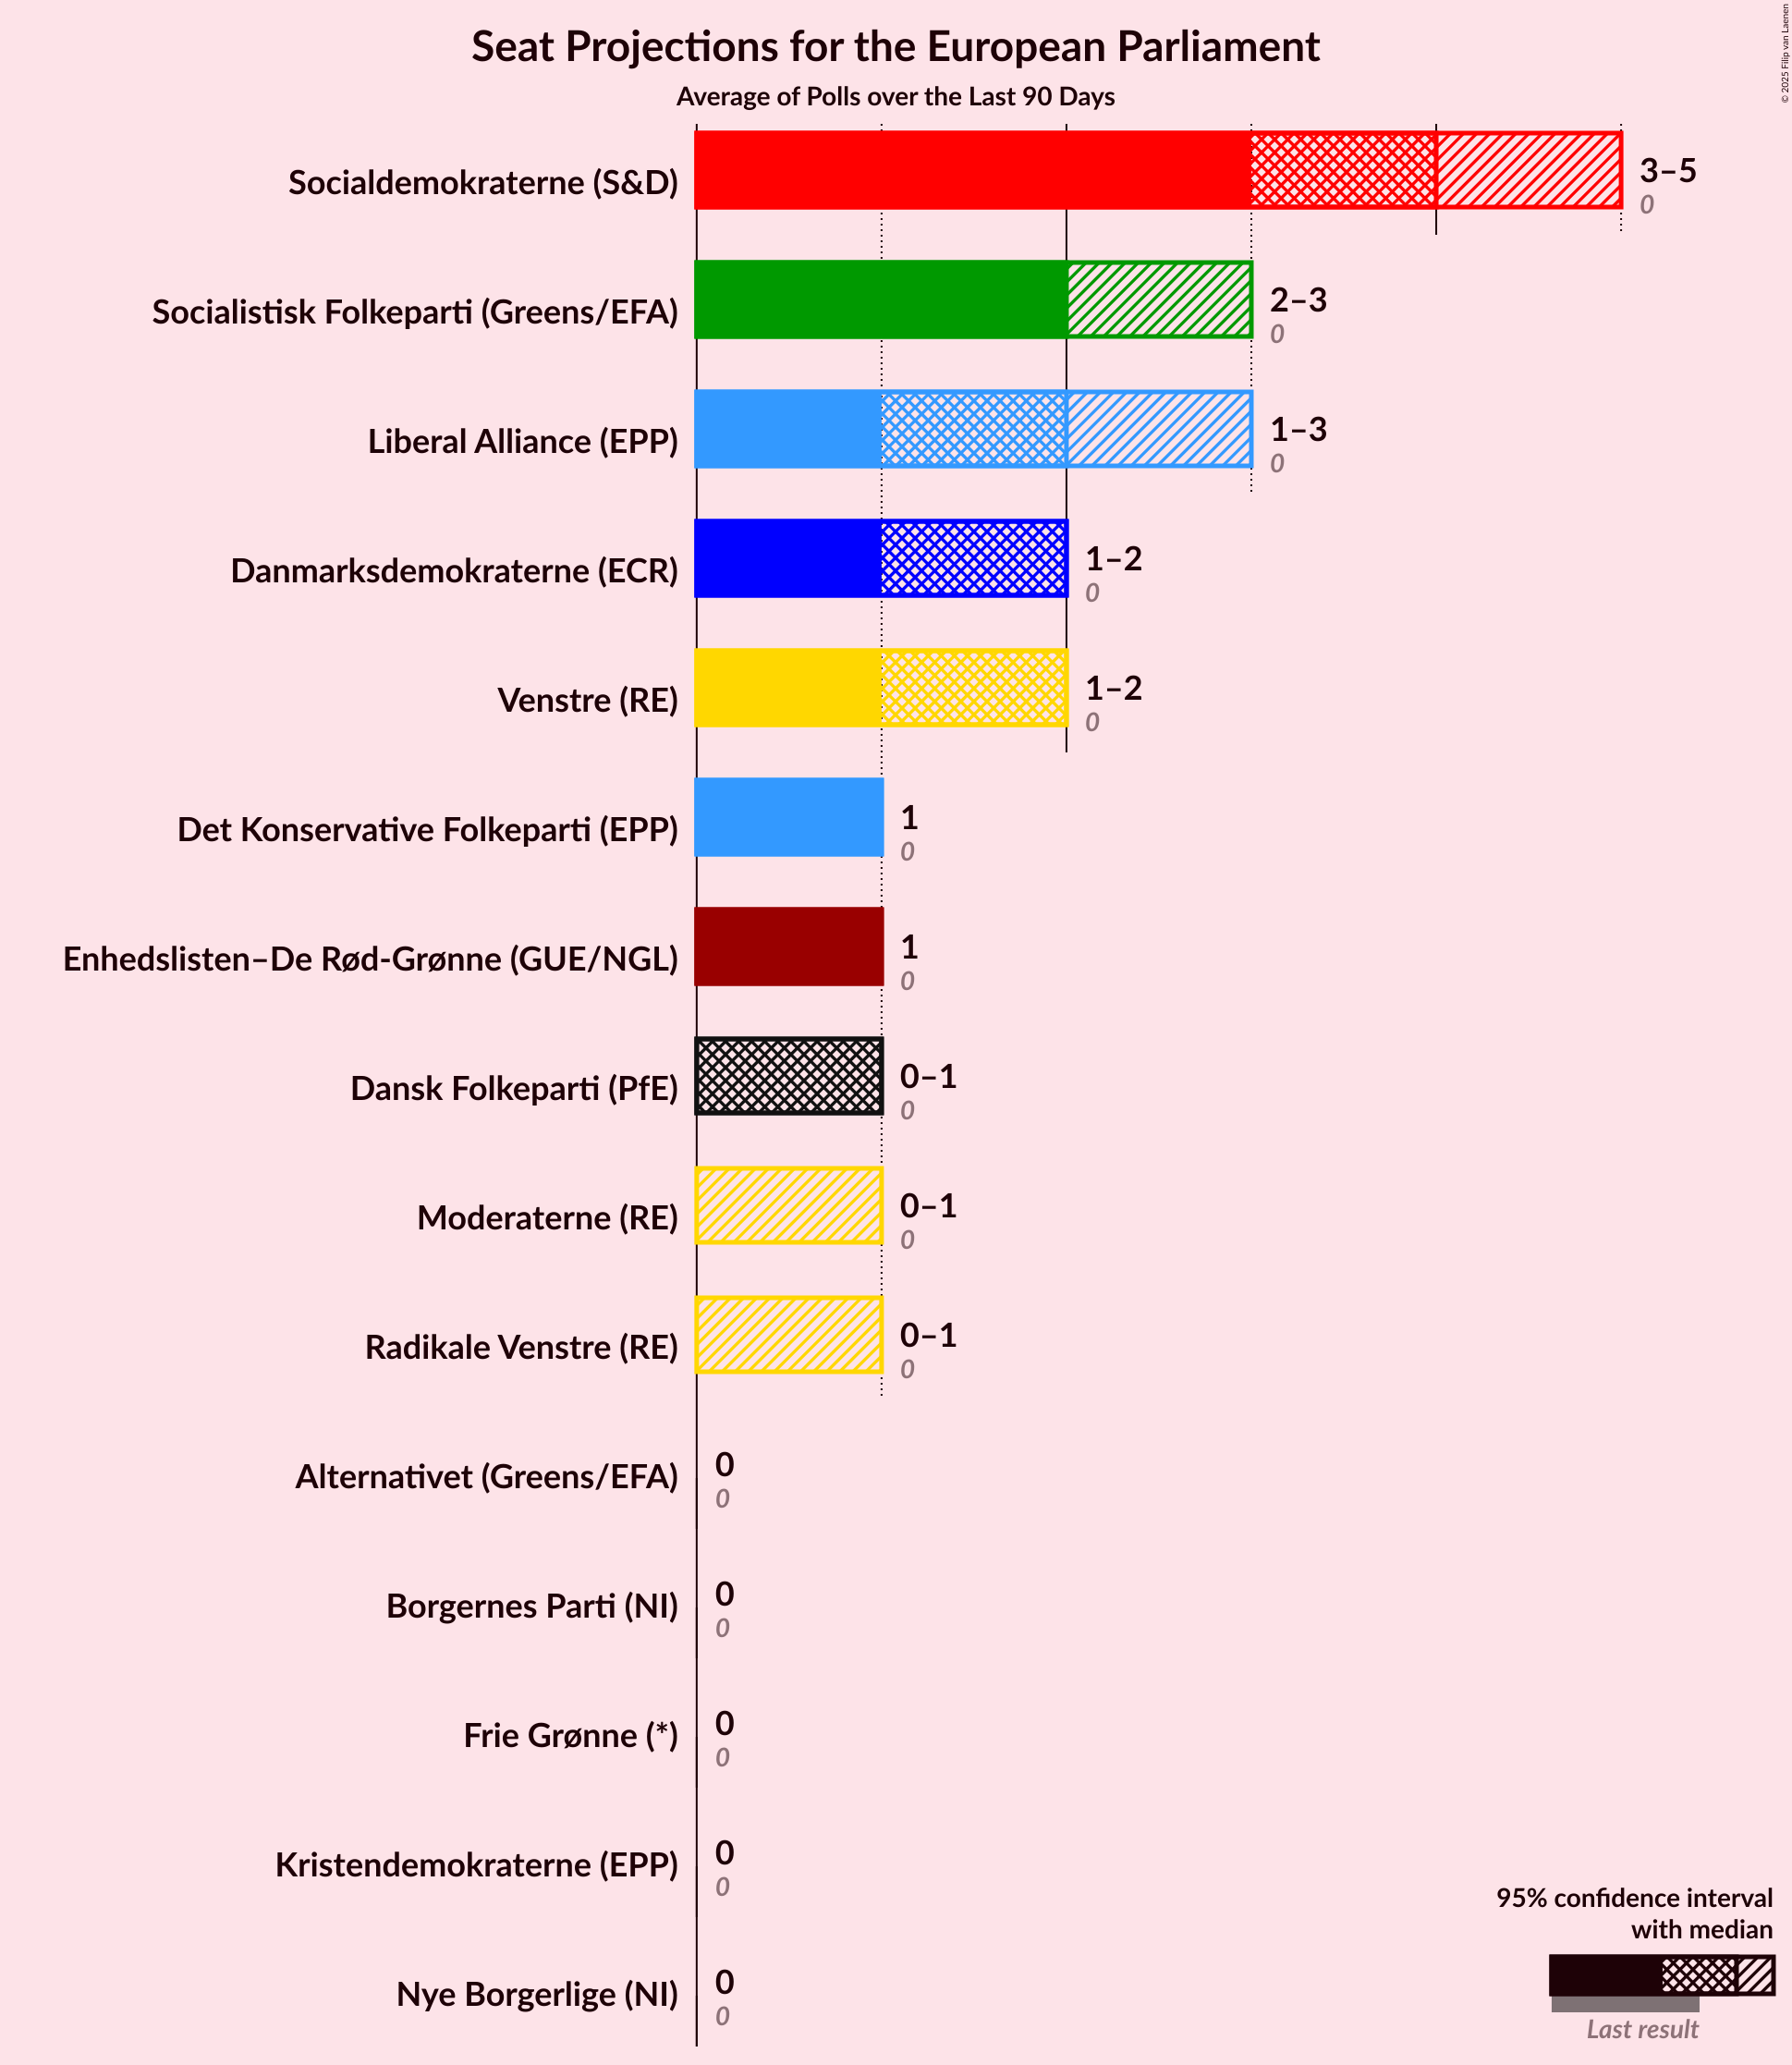 Seat Projections for the European Parliament
Average of Polls over the Last 90 Days
© 2025 Filip van Laenen
Socialdemokraterne (S&D)
3–5
0
Socialistisk Folkeparti (Greens/EFA)
2–3
0
Liberal Alliance (EPP)
1–3
0
Danmarksdemokraterne (ECR)
1–2
0
Venstre (RE)
1–2
0
Det Konservative Folkeparti (EPP)
1
0
Enhedslisten–De Rød-Grønne (GUE/NGL)
1
0
Dansk Folkeparti (PfE)
0–1
0
Moderaterne (RE)
0–1
0
Radikale Venstre (RE)
0–1
0
Alternativet (Greens/EFA)
0
0
Borgernes Parti (NI)
0
0
Frie Grønne (*)
0
0
Kristendemokraterne (EPP)
0
0
Nye Borgerlige (NI)
0
0
95% confidence interval
with median
Last result